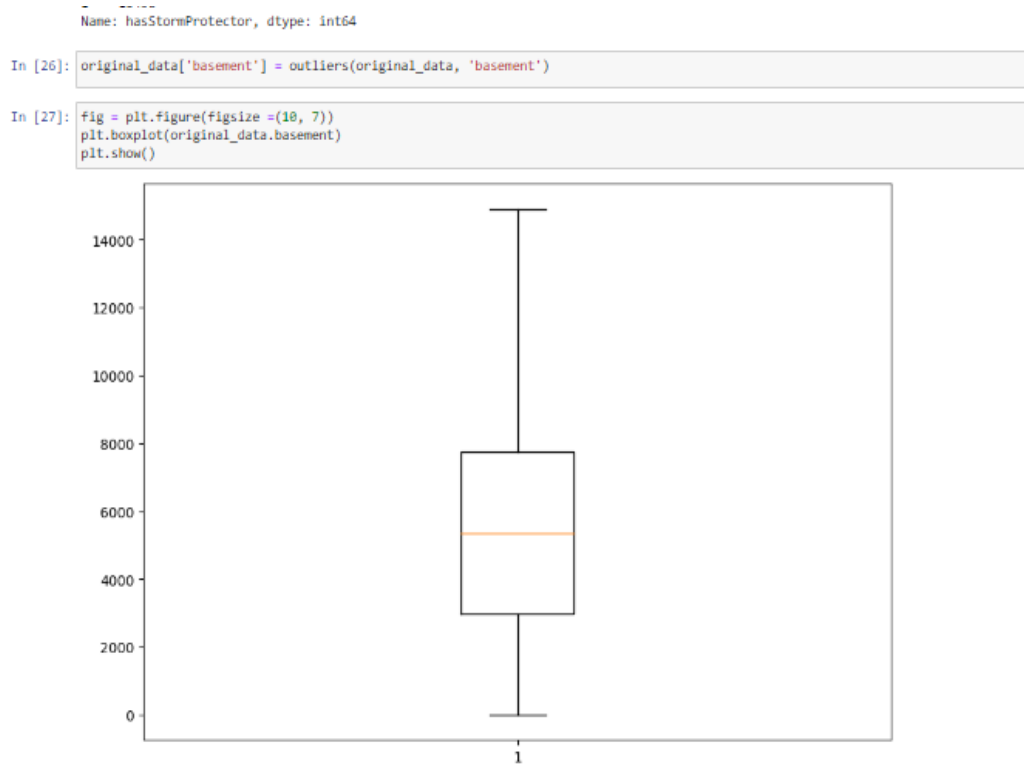 Name: hasStormProtector, dtype: int64
In [26]: original_data['basement'] = outliers(original_data, 'basement')
In [27]: fig = plt.figure(figsize =(10, 7))
plt.boxplot(original_data.basement)
plt.show()
14000
12000
10000
8000
6000
4000
2000
0
1